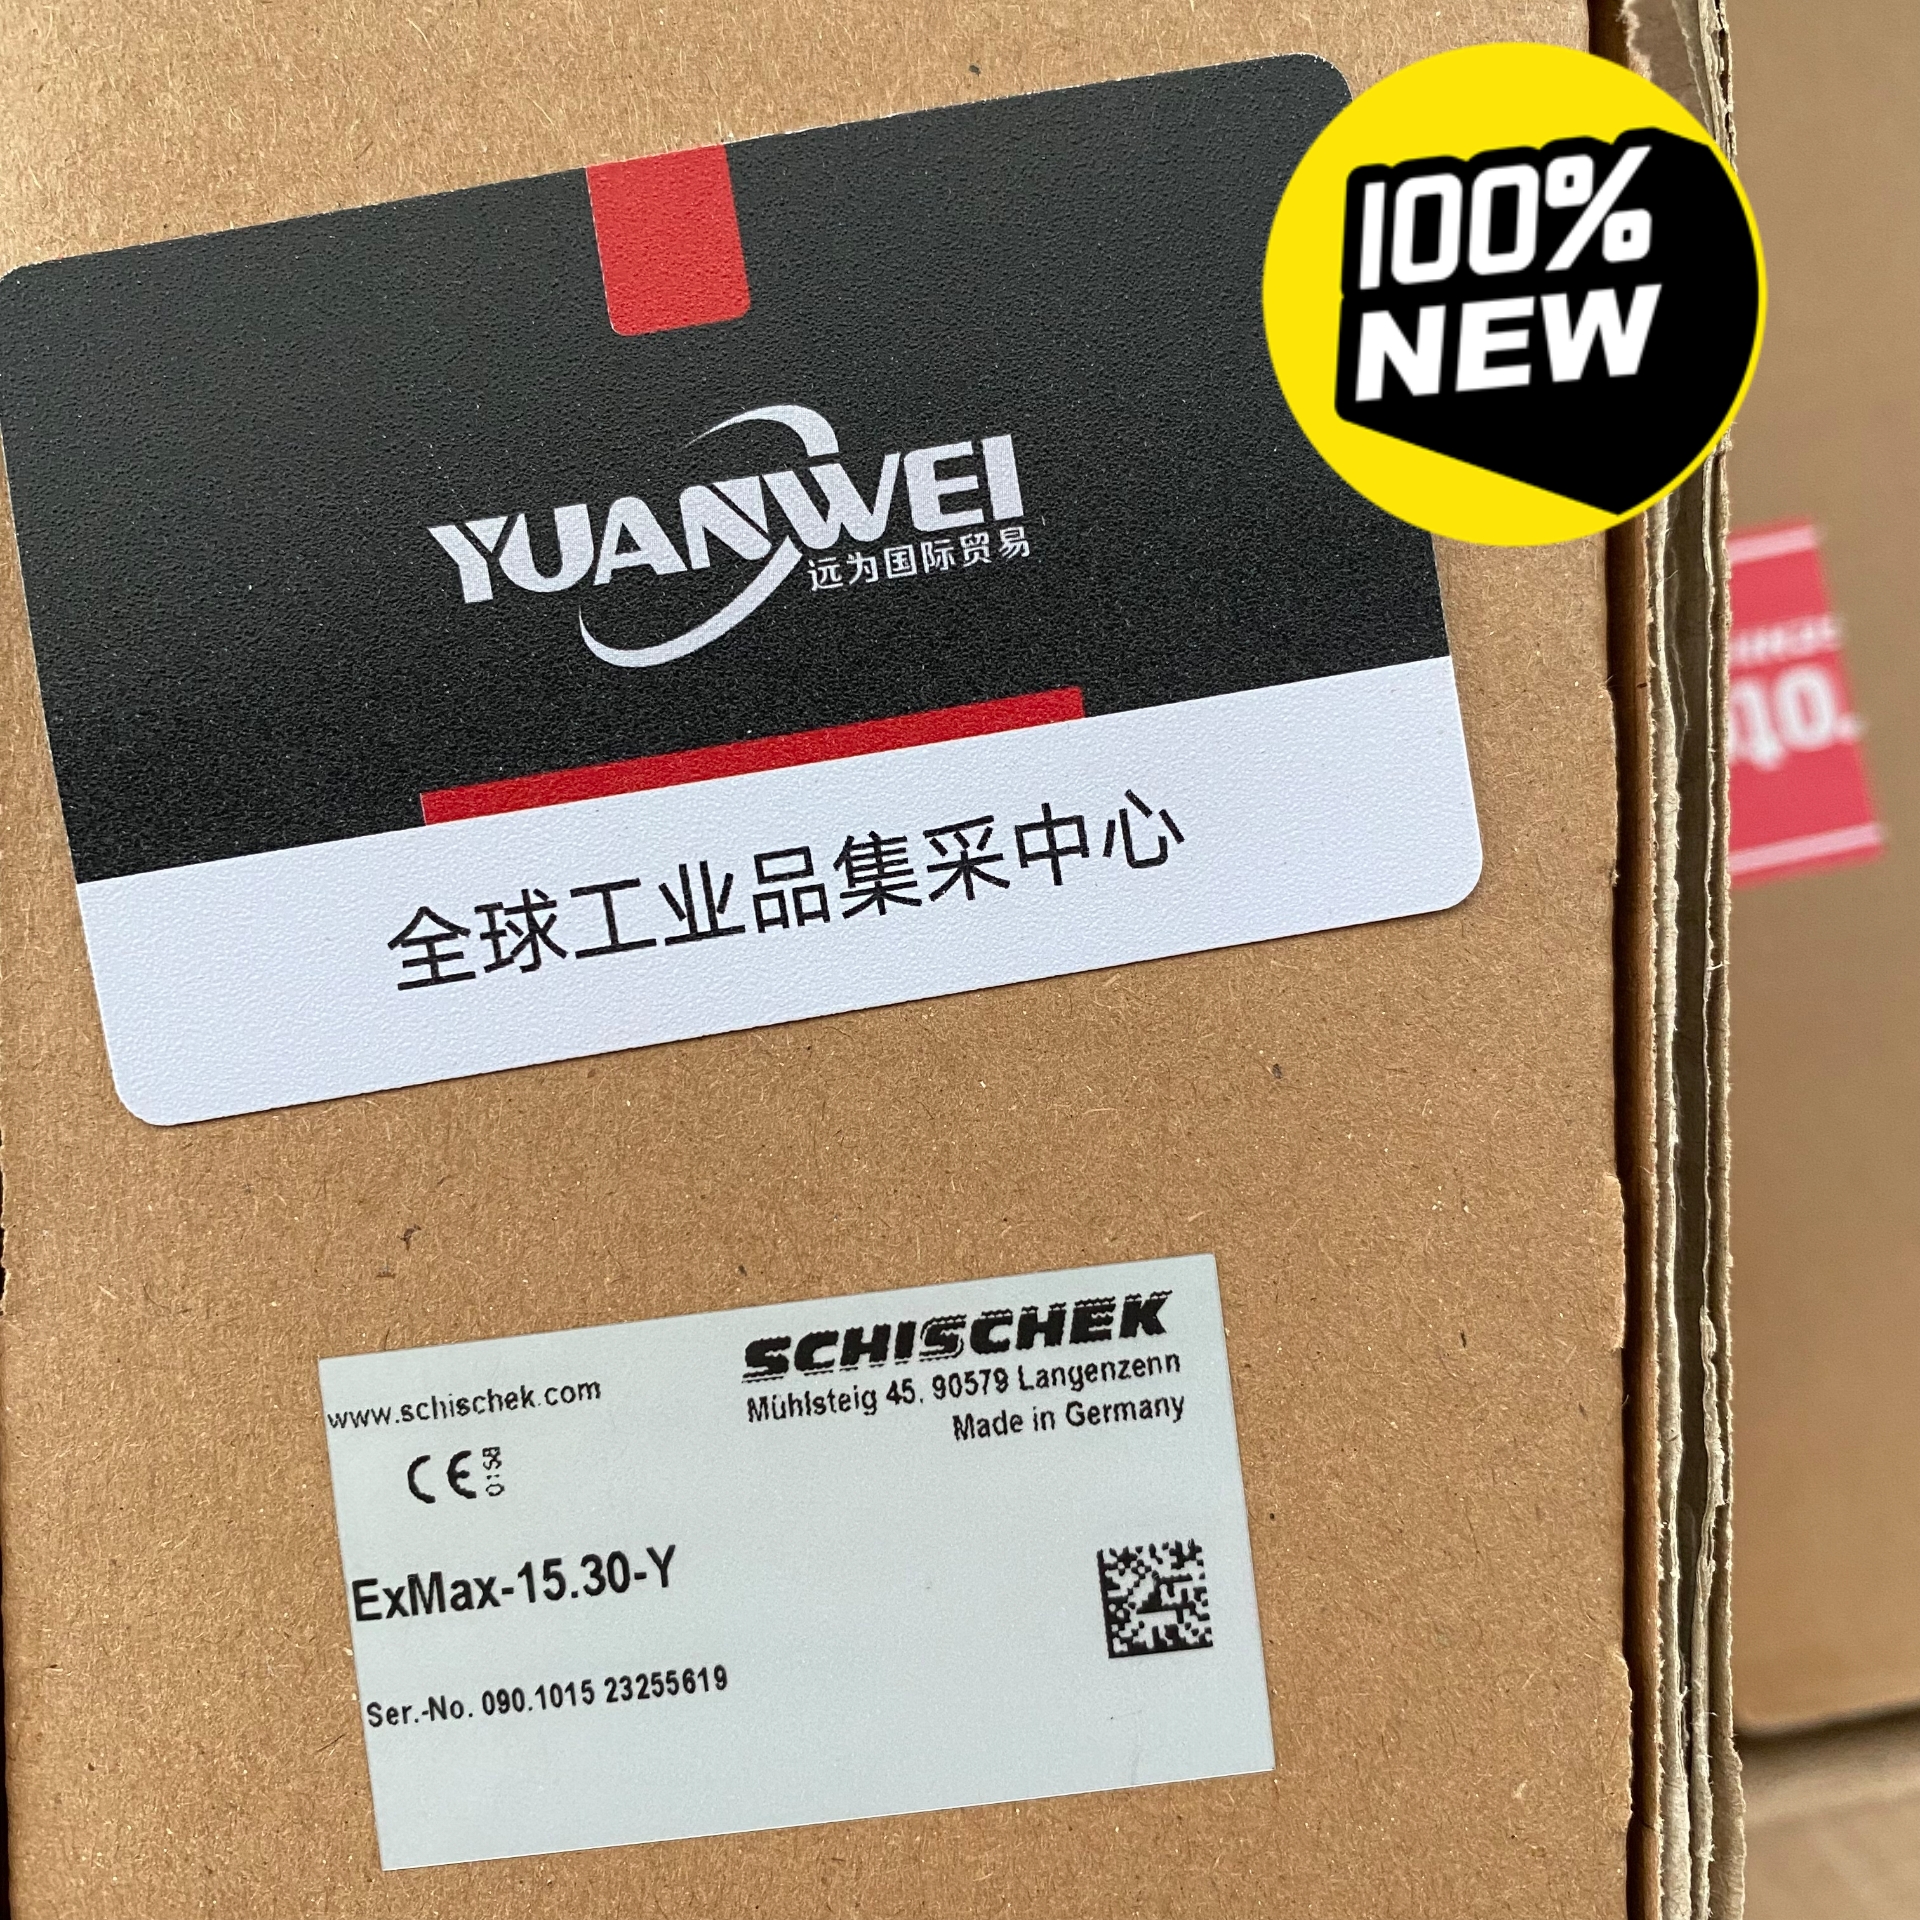 100%
NEW
YUANWEI
远为国际贸易
全球工业品集采中心
SCHISCHEK
www.schischek.com
Mühlsteig 45, 90579 Langenzenn
Made in Germany
CE 0158
ExMax-15.30-Y
Ser.-No. 090.1015 23255619